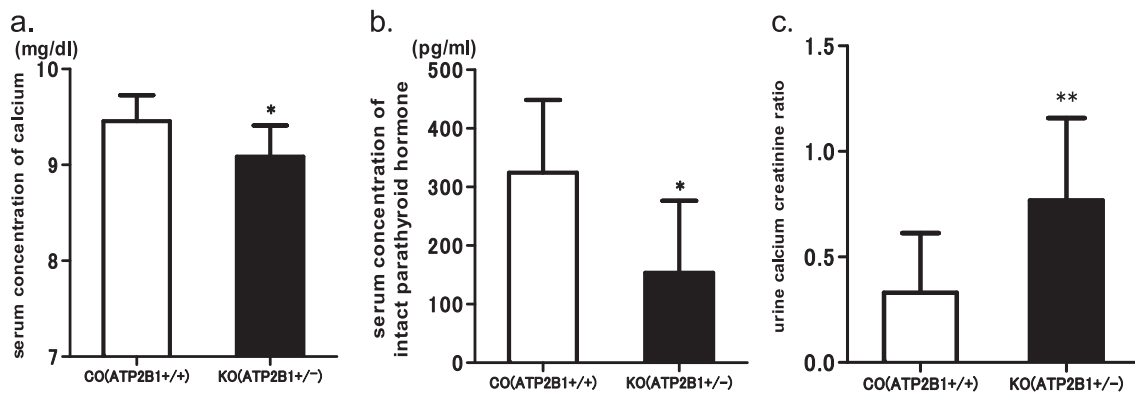 a.
(mg/dl)
serum concentration of calcium
10
9
8
7
*
CO(ATP2B1+/+)
KO(ATP2B1+/−)
b.
(pg/ml)
serum concentration of
intact parathyroid hormone
500
400
300
200
100
0
*
CO(ATP2B1+/+)
KO(ATP2B1+/−)
c.
urine calcium creatinine ratio
1.5
1.0
0.5
0.0
**
CO(ATP2B1+/+)
KO(ATP2B1+/−)